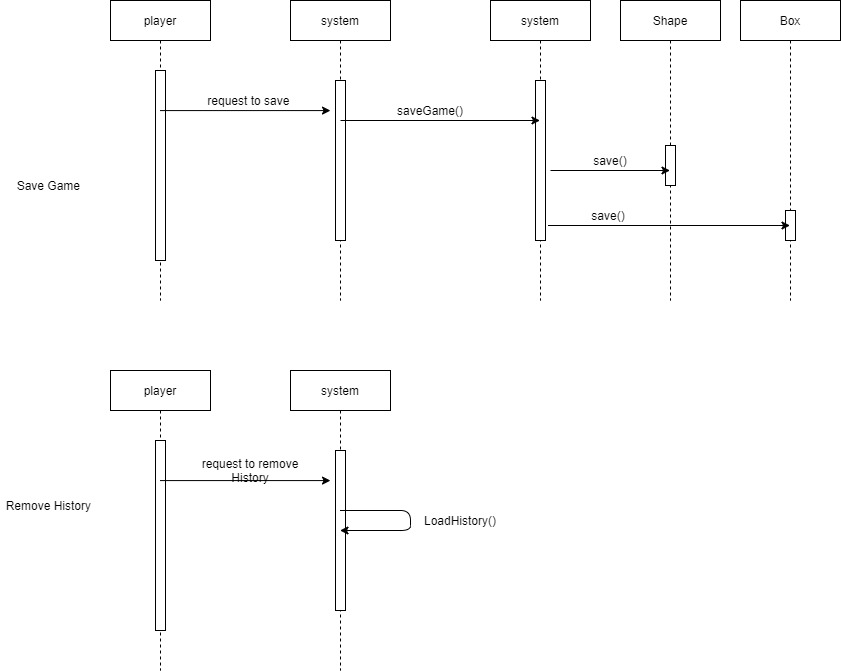 player
system
system
Shape
Box
request to save
saveGame()
save()
Save Game
save()
player
system
request to remove
History
Remove History
LoadHistory()